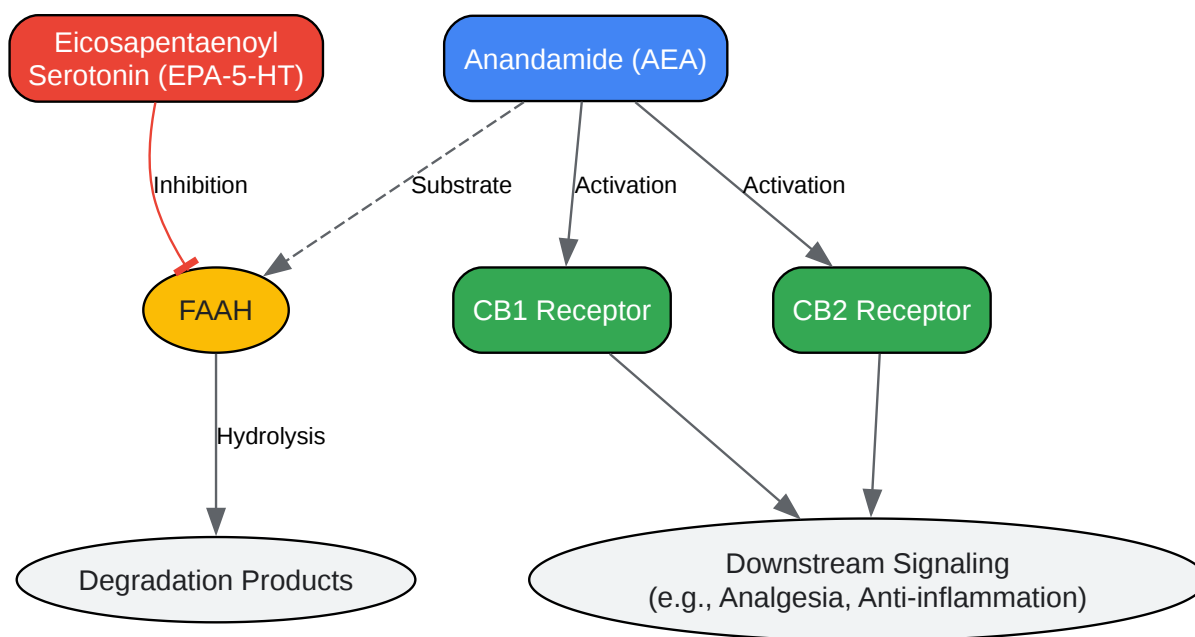 Eicosapentaenoyl
Serotonin (EPA-5-HT)
Anandamide (AEA)
Inhibition
Substrate
Activation
Activation
FAAH
CB1 Receptor
CB2 Receptor
Hydrolysis
Degradation Products
Downstream Signaling
(e.g., Analgesia, Anti-inflammation)